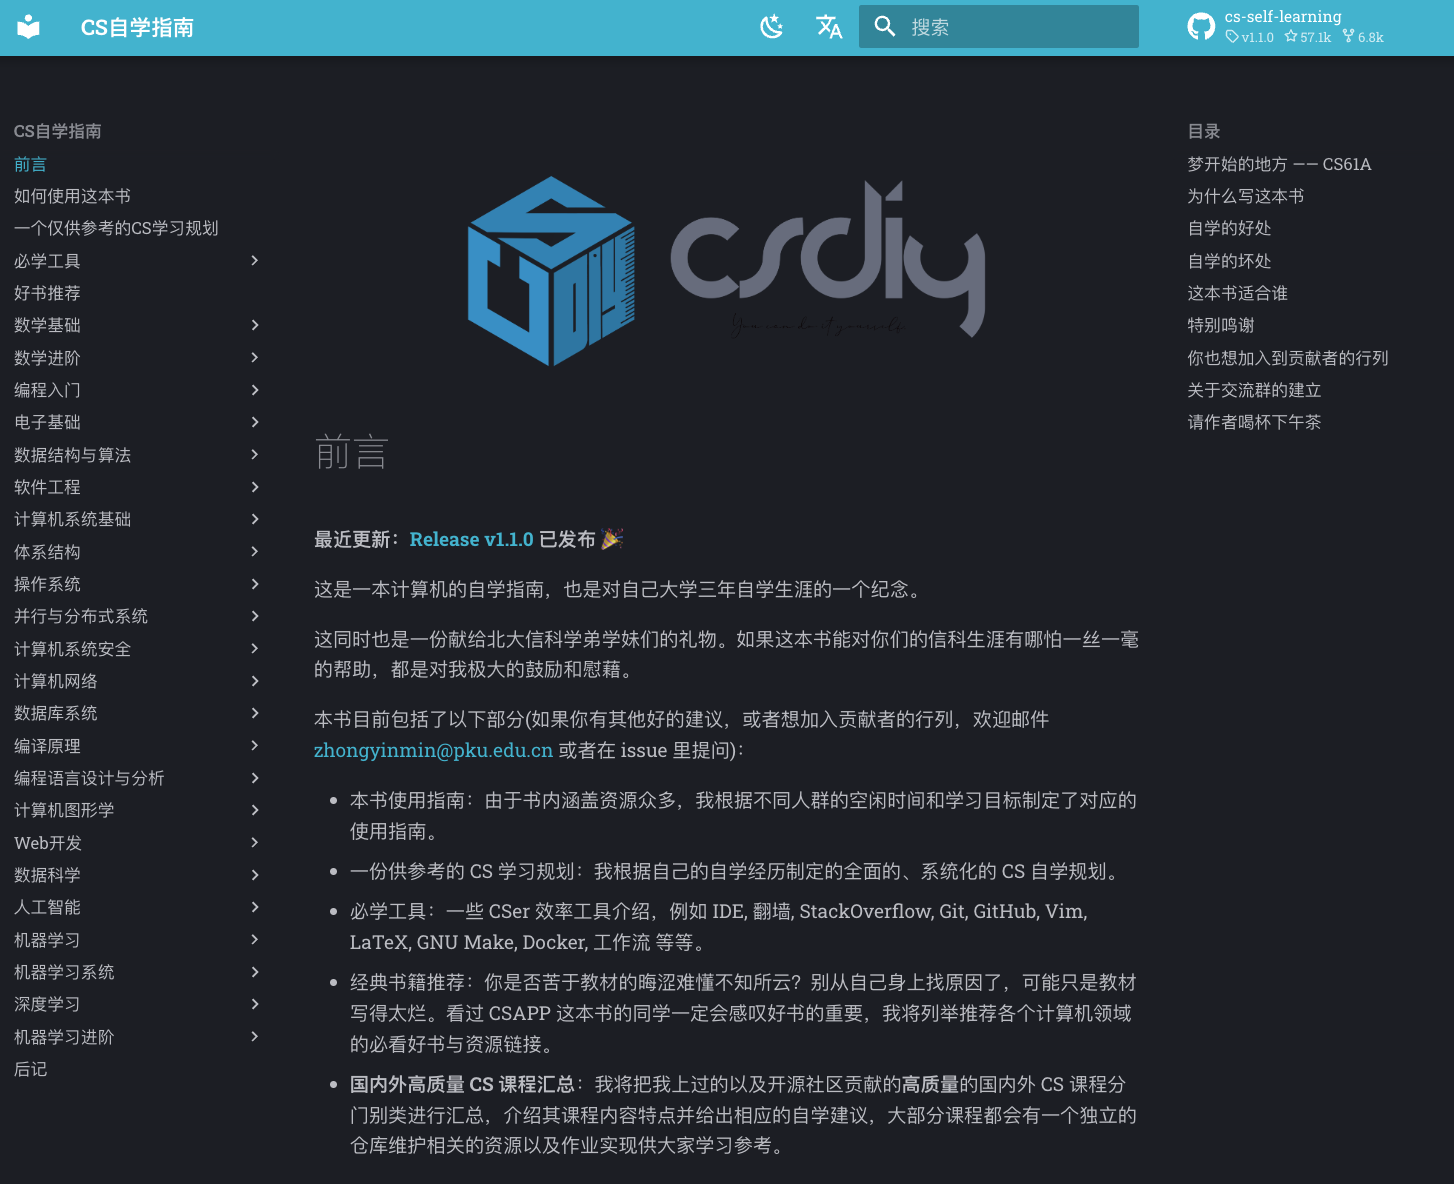 CS自学指南
搜索
cs-self-learning
v1.1.0 57.1k 6.8k
CS自学指南
前言
如何使用这本书
一个仅供参考的CS学习规划
必学工具
好书推荐
数学基础
数学进阶
编程入门
电子基础
数据结构与算法
软件工程
计算机系统基础
体系结构
操作系统
并行与分布式系统
计算机系统安全
计算机网络
数据库系统
编译原理
编程语言设计与分析
计算机图形学
Web开发
数据科学
人工智能
机器学习
机器学习系统
深度学习
机器学习进阶
后记
csdiy
You can do it yourself
前言
最近更新：Release v1.1.0 已发布 🎉
这是一本计算机的自学指南，也是对自己大学三年自学生涯的一个纪念。
这同时也是一份献给北大信科学弟学妹们的礼物。如果这本书能对你们的信科生涯有哪怕一丝一毫
的帮助，都是对我极大的鼓励和慰藉。
本书目前包括了以下部分(如果你有其他好的建议，或者想加入贡献者的行列，欢迎邮件
zhongyinmin@pku.edu.cn 或者在 issue 里提问)：
本书使用指南：由于书内涵盖资源众多，我根据不同人群的空闲时间和学习目标制定了对应的
使用指南。
一份供参考的 CS 学习规划：我根据自己的自学经历制定的全面的、系统化的 CS 自学规划。
必学工具：一些 CSer 效率工具介绍，例如 IDE, 翻墙, StackOverflow, Git, GitHub, Vim,
LaTeX, GNU Make, Docker, 工作流 等等。
经典书籍推荐：你是否苦于教材的晦涩难懂不知所云？别从自己身上找原因了，可能只是教材
写得太烂。看过 CSAPP 这本书的同学一定会感叹好书的重要，我将列举推荐各个计算机领域
的必看好书与资源链接。
国内外高质量 CS 课程汇总：我将把我上过的以及开源社区贡献的高质量的国内外 CS 课程分
门别类进行汇总，介绍其课程内容特点并给出相应的自学建议，大部分课程都会有一个独立的
仓库维护相关的资源以及作业实现供大家学习参考。
目录
梦开始的地方 —— CS61A
为什么写这本书
自学的好处
自学的坏处
这本书适合谁
特别鸣谢
你也想加入到贡献者的行列
关于交流群的建立
请作者喝杯下午茶